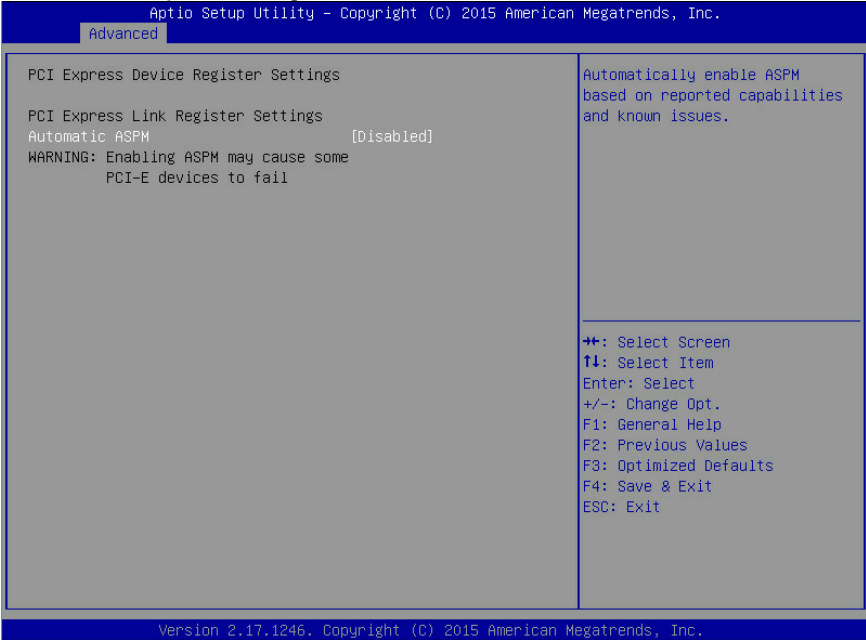 Aptio Setup Utility – Copyright (C) 2015 American Megatrends, Inc.
Advanced
PCI Express Device Register Settings
PCI Express Link Register Settings
Automatic ASPM [Disabled]
WARNING: Enabling ASPM may cause some
PCI-E devices to fail
Automatically enable ASPM
based on reported capabilities
and known issues.
→←: Select Screen
↑↓: Select Item
Enter: Select
+/-: Change Opt.
F1: General Help
F2: Previous Values
F3: Optimized Defaults
F4: Save & Exit
ESC: Exit
Version 2.17.1246. Copyright (C) 2015 American Megatrends, Inc.